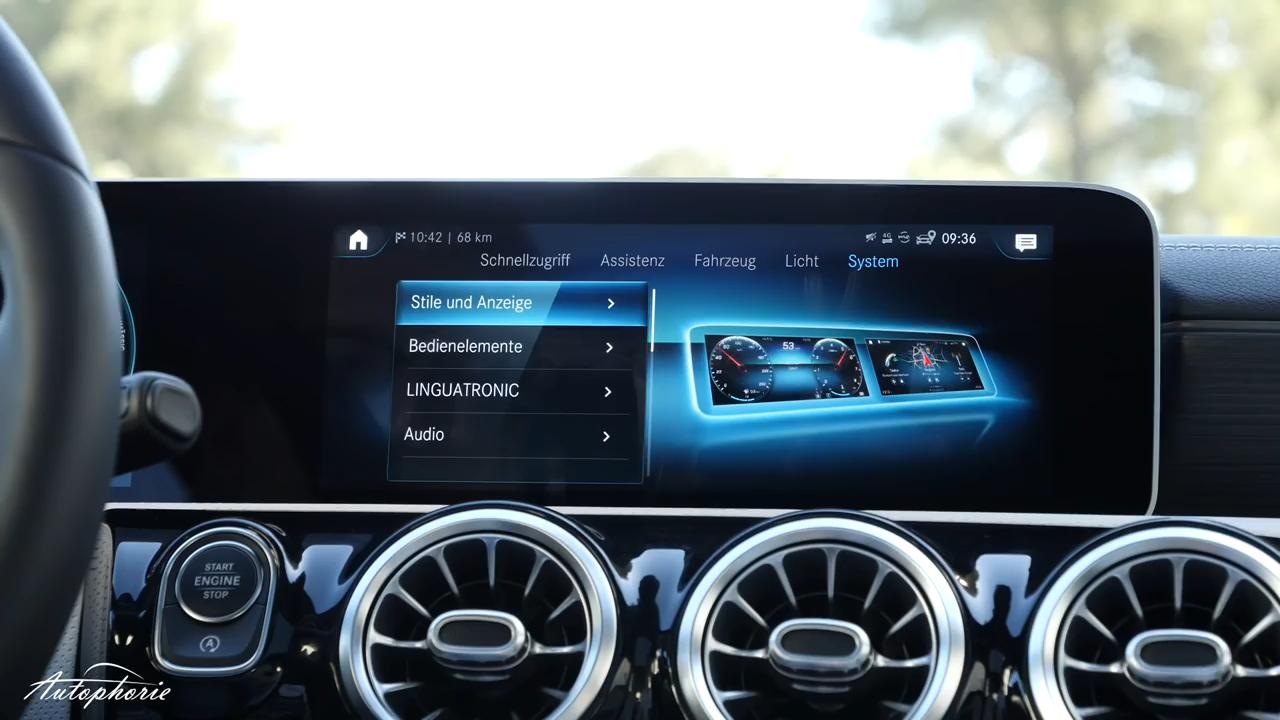 10:42 | 68 km
4G
09:36
Schnellzugriff Assistenz Fahrzeug Licht System
Stile und Anzeige
Bedienelemente
LINGUATRONIC
Audio
53
START
ENGINE
STOP
A
Autophorie